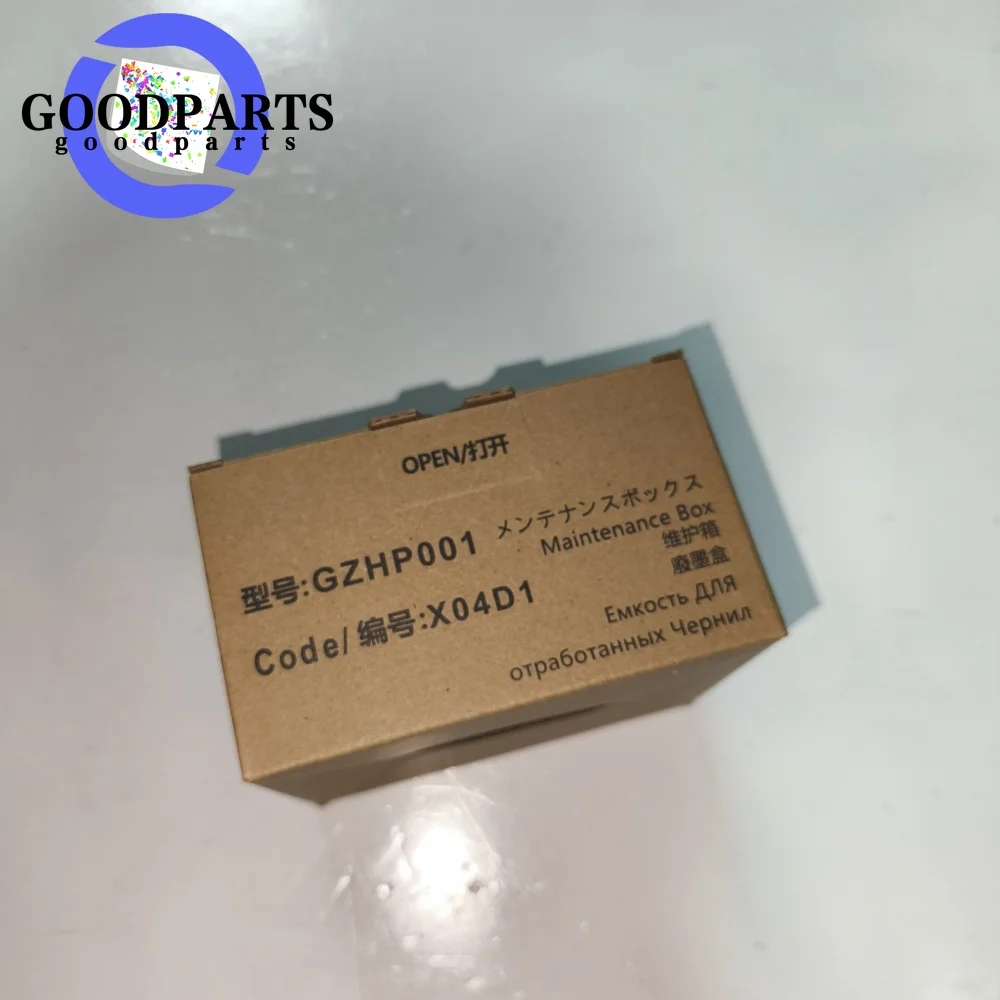 GOODPARTS
goodparts
OPEN/打开
型号:GZHP001
Code/编号:X04D1
メンテナンスボックス
Maintenance Box
维护箱
廢墨盒
Емкость ДЛЯ
отработанных Чернил